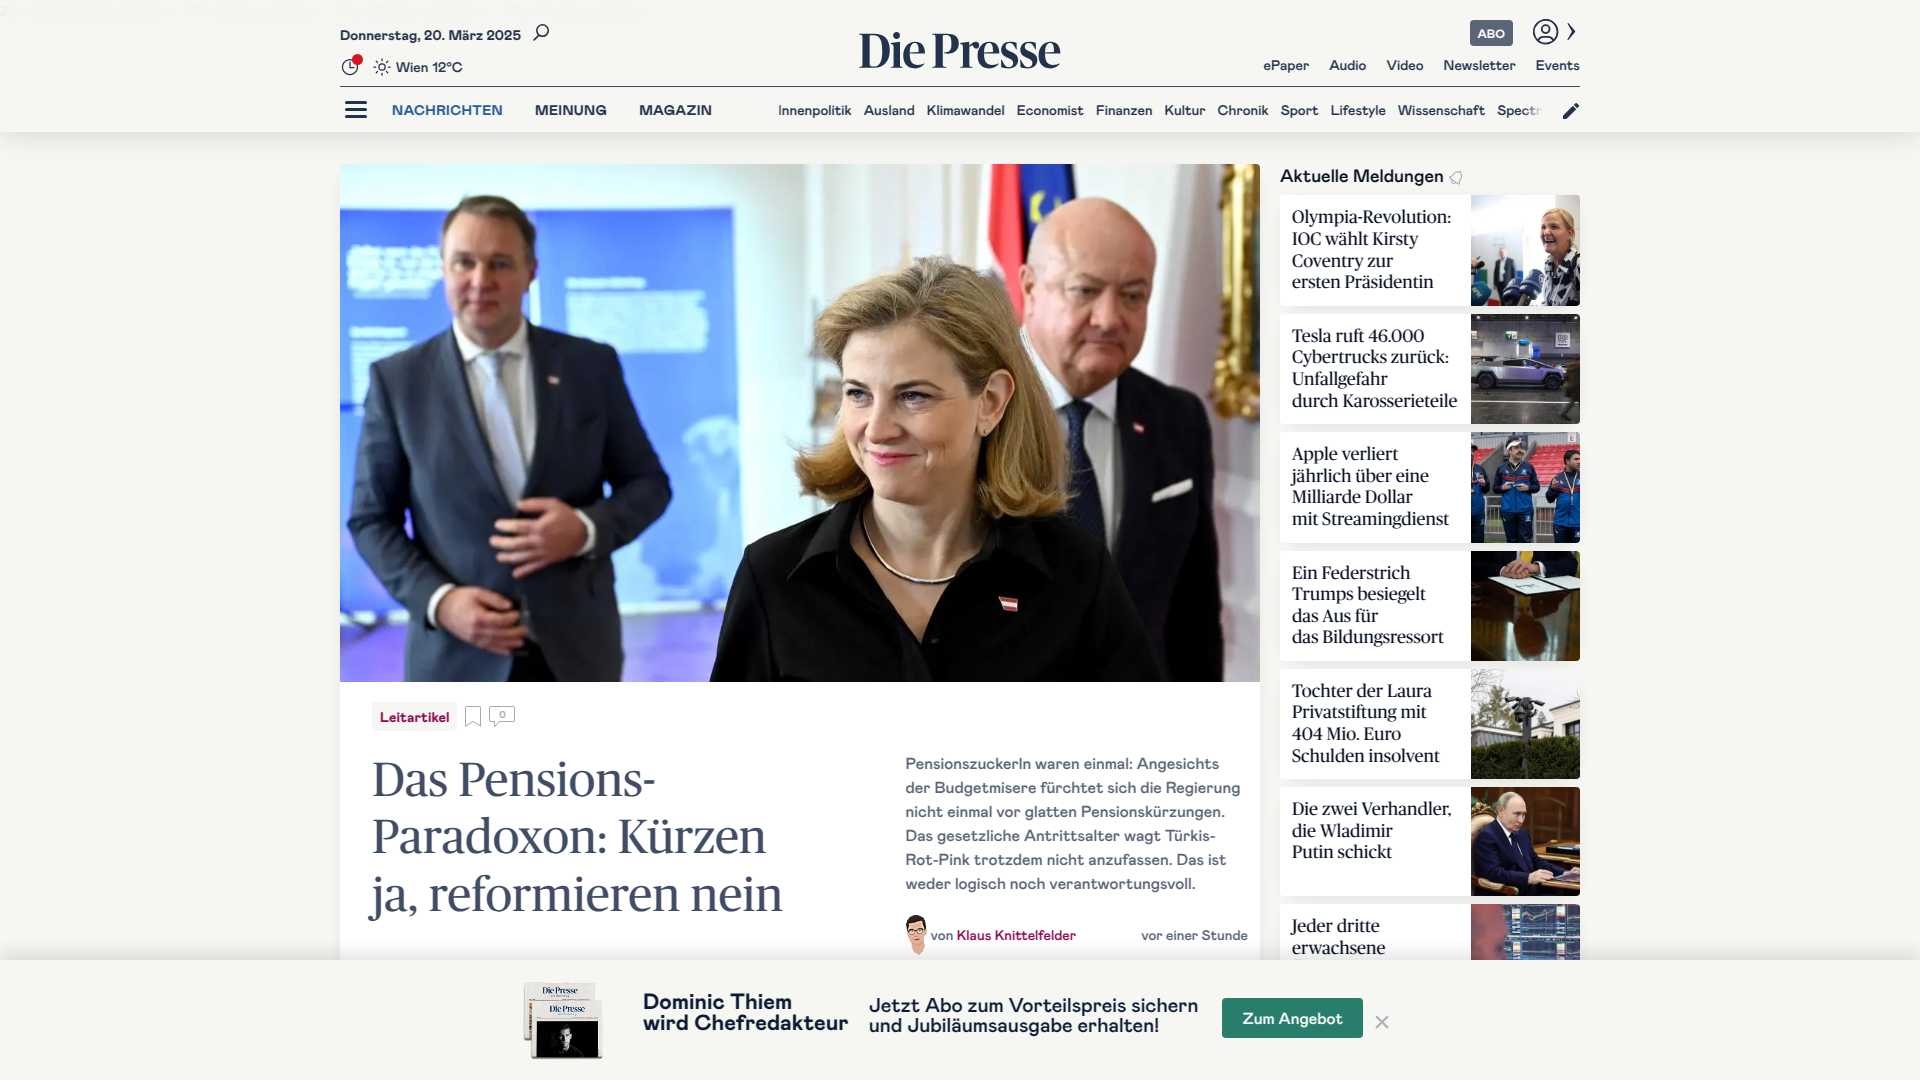 Donnerstag, 20. März 2025
Wien 12°C
Die Presse
ABO
ePaper Audio Video Newsletter Events
NACHRICHTEN MEINUNG MAGAZIN
Innenpolitik Ausland Klimawandel Economist Finanzen Kultur Chronik Sport Lifestyle Wissenschaft Spectr
Leitartikel
0
Das Pensions-
Paradoxon: Kürzen
ja, reformieren nein
Pensionszuckerln waren einmal: Angesichts
der Budgetmisere fürchtet sich die Regierung
nicht einmal vor glatten Pensionskürzungen.
Das gesetzliche Antrittsalter wagt Türkis-
Rot-Pink trotzdem nicht anzufassen. Das ist
weder logisch noch verantwortungsvoll.
von Klaus Knittelfelder
vor einer Stunde
Aktuelle Meldungen
Olympia-Revolution:
IOC wählt Kirsty
Coventry zur
ersten Präsidentin
Tesla ruft 46.000
Cybertrucks zurück:
Unfallgefahr
durch Karosserieteile
Apple verliert
jährlich über eine
Milliarde Dollar
mit Streamingdienst
Ein Federstrich
Trumps besiegelt
das Aus für
das Bildungsressort
Tochter der Laura
Privatstiftung mit
404 Mio. Euro
Schulden insolvent
Die zwei Verhandler,
die Wladimir
Putin schickt
Jeder dritte
erwachsene
Die Presse
Die Presse
Dominic Thiem
wird Chefredakteur
Jetzt Abo zum Vorteilspreis sichern
und Jubiläumsausgabe erhalten!
Zum Angebot